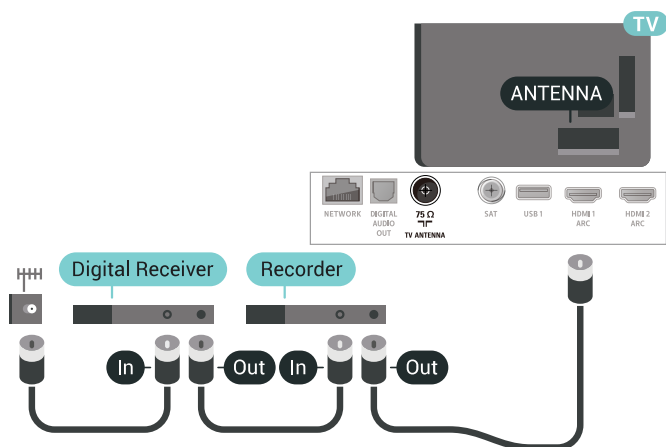 TV
ANTENNA
NETWORK
DIGITAL
AUDIO
OUT
75 Ω
TV ANTENNA
SAT
USB 1
HDMI 1
ARC
HDMI 2
ARC
Digital Receiver
Recorder
In
Out
In
Out